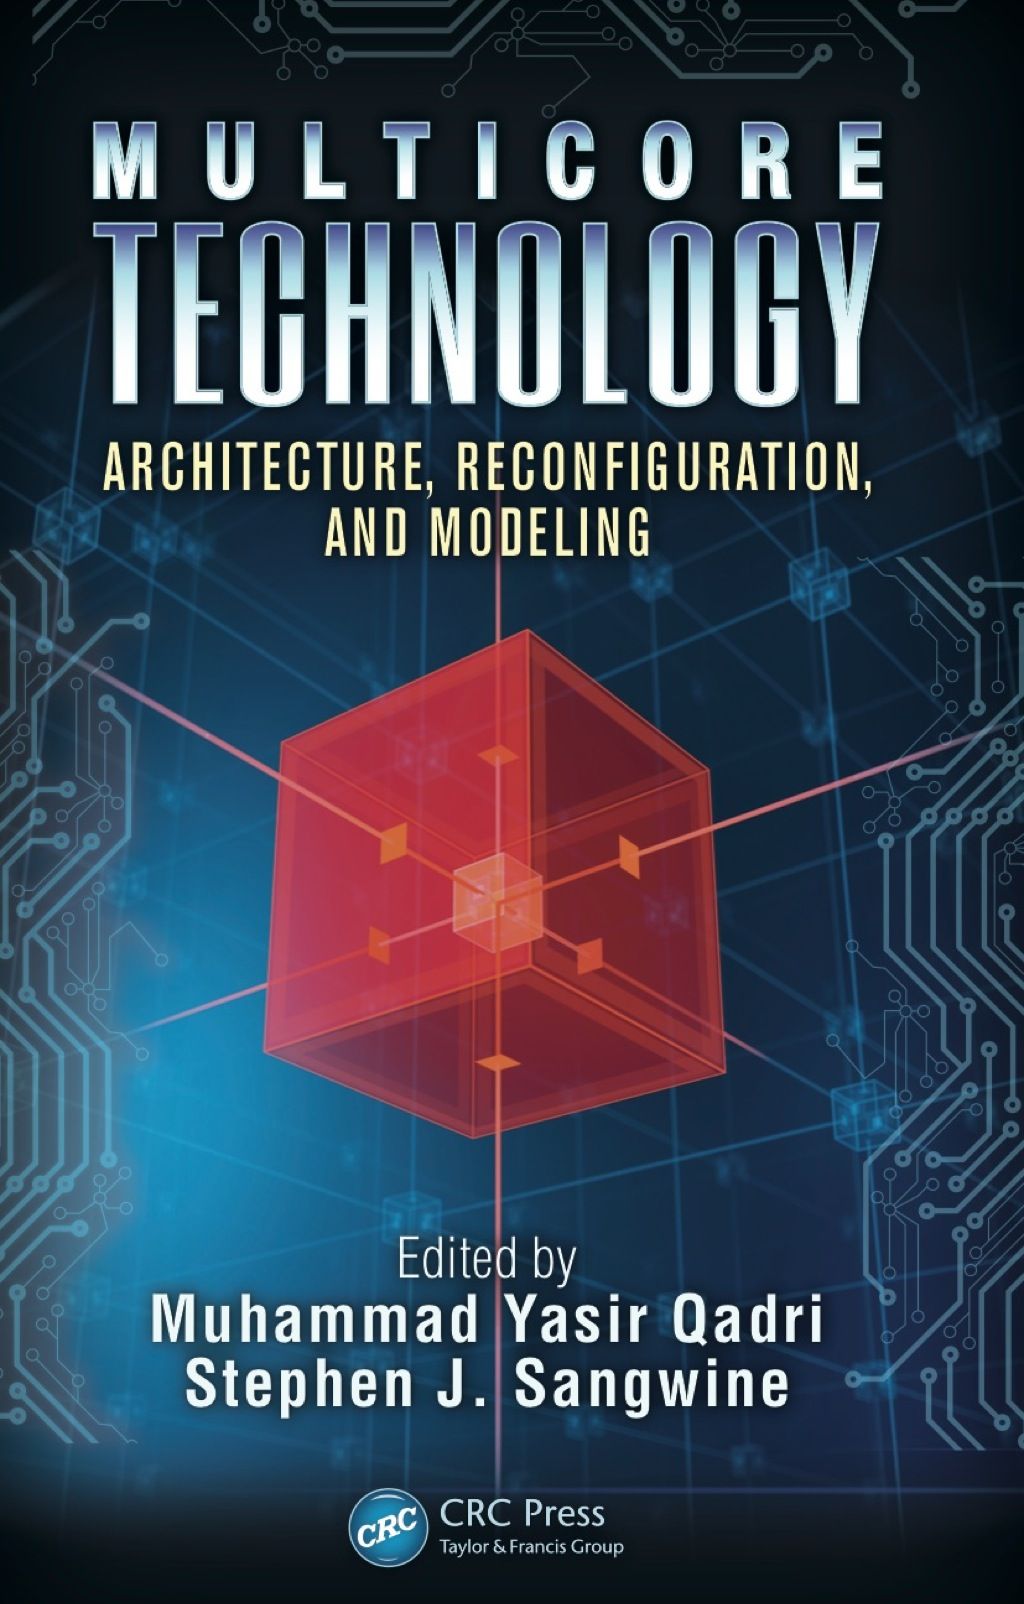 MULTICORE
TECHNOLOGY
ARCHITECTURE, RECONFIGURATION,
AND MODELING
Edited by
Muhammad Yasir Qadri
Stephen J. Sangwine
CRC
CRC Press
Taylor & Francis Group